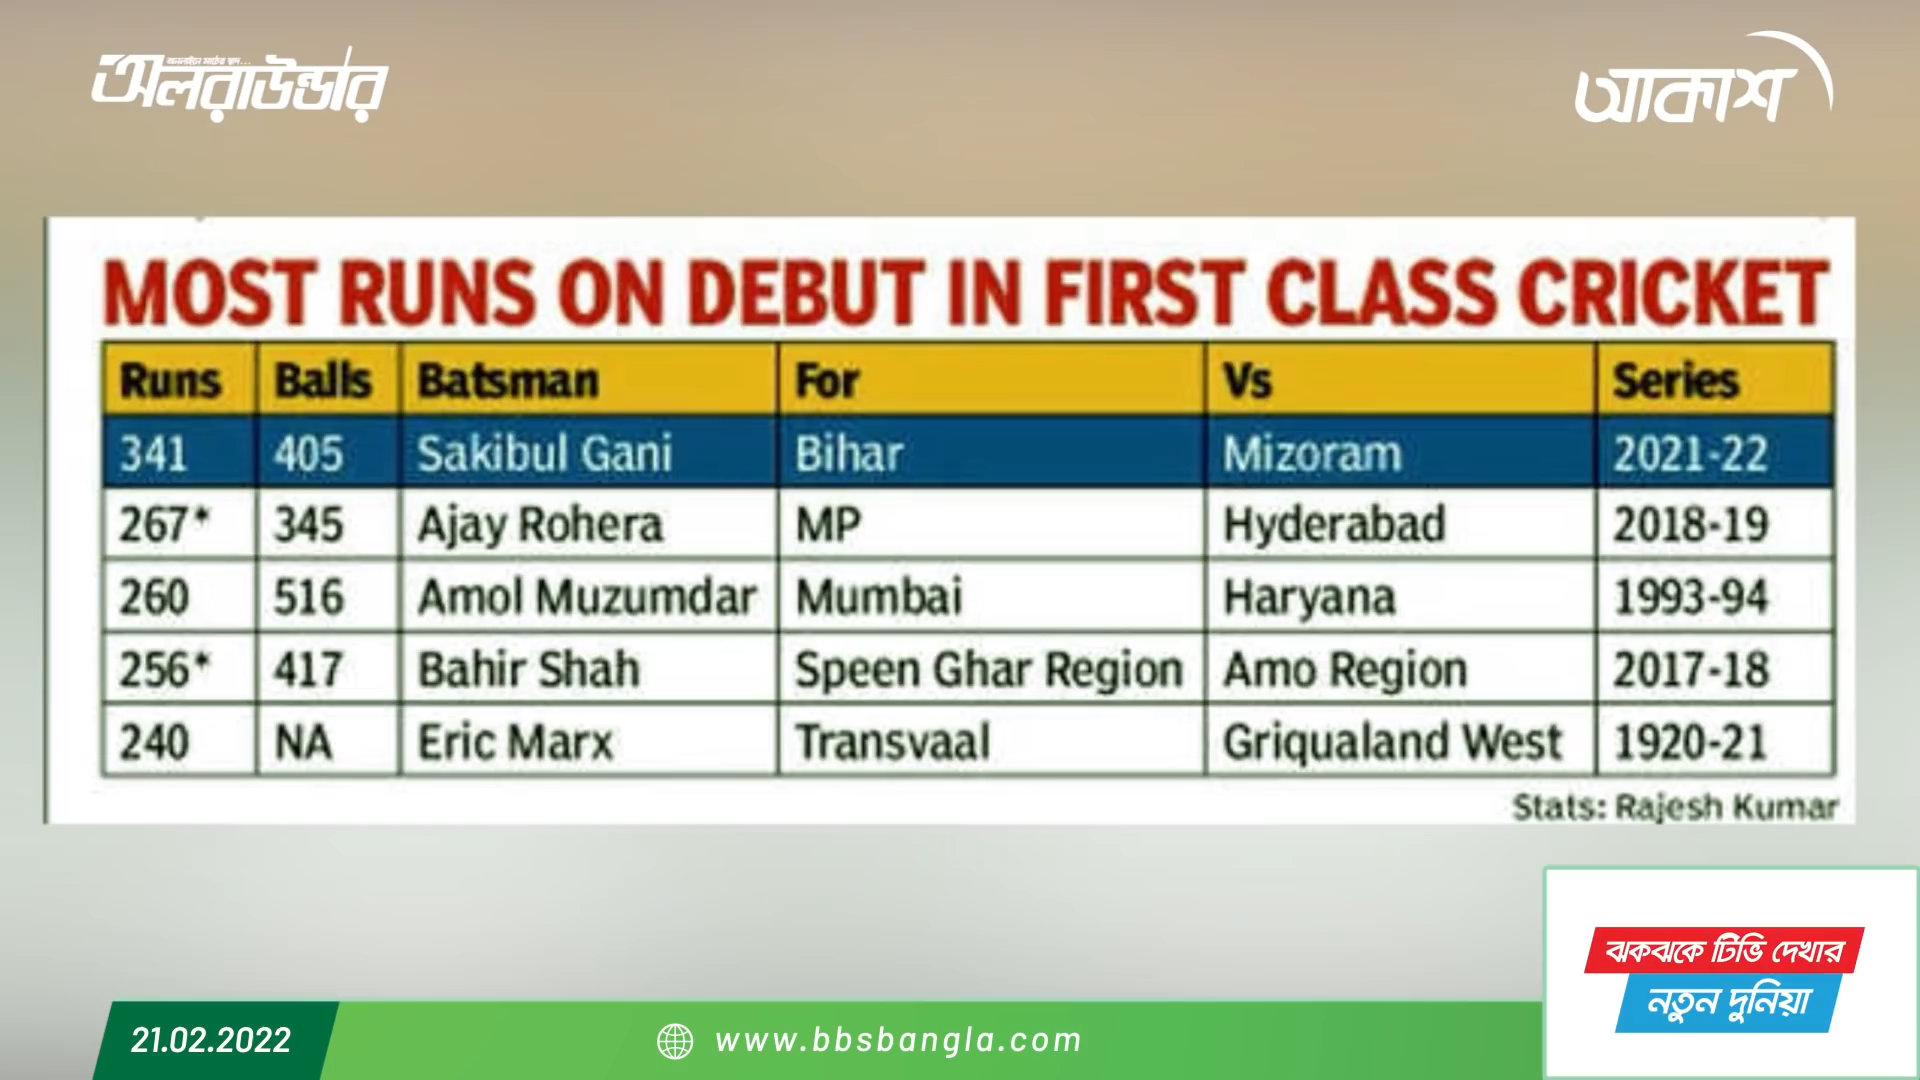 অনলাইনে মাঠের স্বাদ...
অলরাউন্ডার
আকাশ
MOST RUNS ON DEBUT IN FIRST CLASS CRICKET
Runs Balls Batsman For Vs Series
341 405 Sakibul Gani Bihar Mizoram 2021-22
267* 345 Ajay Rohera MP Hyderabad 2018-19
260 516 Amol Muzumdar Mumbai Haryana 1993-94
256* 417 Bahir Shah Speen Ghar Region Amo Region 2017-18
240 NA Eric Marx Transvaal Griqualand West 1920-21
Stats: Rajesh Kumar
ঝকঝকে টিভি দেখার
নতুন দুনিয়া
21.02.2022 www.bbsbangla.com